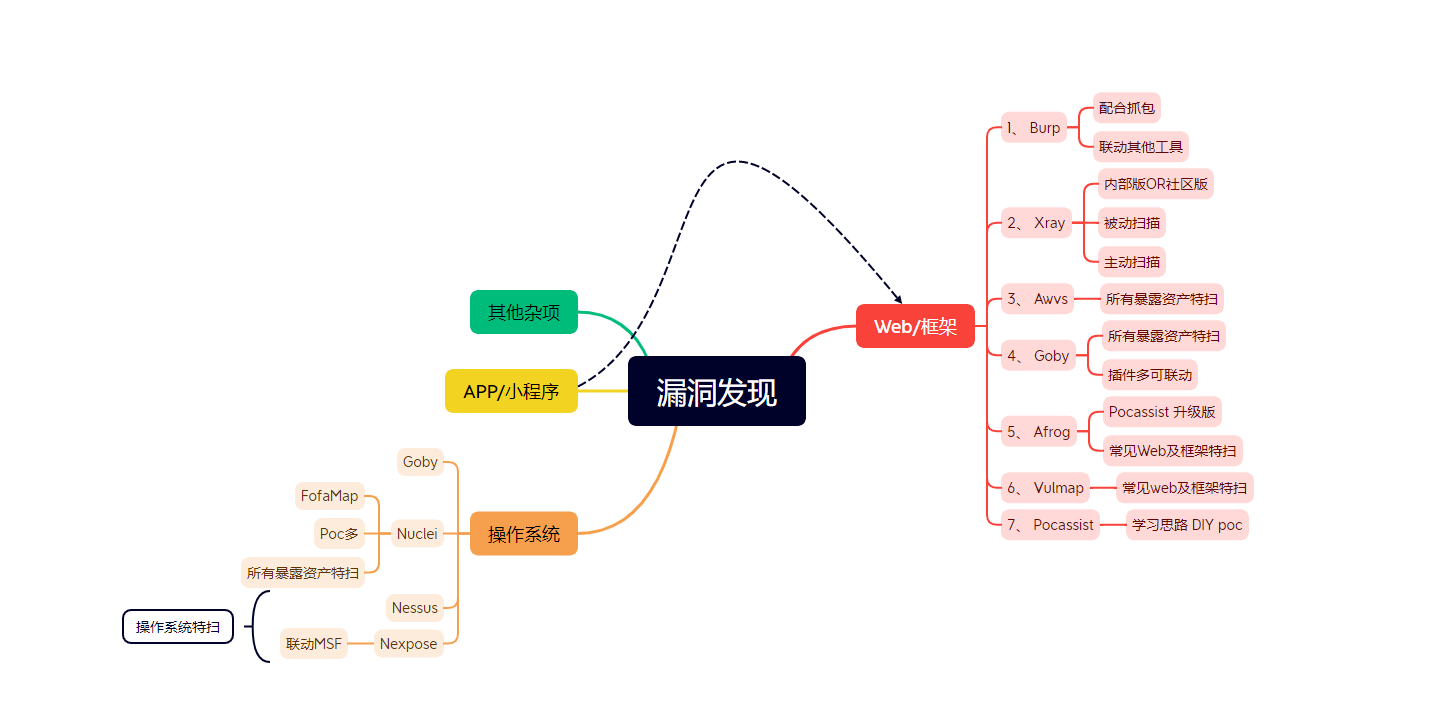 漏洞发现
Web/框架
1、 Burp
配合抓包
联动其他工具
2、 Xray
内部版OR社区版
被动扫描
主动扫描
3、 Awvs
所有暴露资产特扫
4、 Goby
所有暴露资产特扫
插件多可联动
5、 Afrog
Pocassist 升级版
常见Web及框架特扫
6、 Vulmap
常见web及框架特扫
7、 Pocassist
学习思路 DIY poc
其他杂项
APP/小程序
操作系统
Goby
Nuclei
FofaMap
Poc多
所有暴露资产特扫
Nessus
Nexpose
联动MSF
操作系统特扫